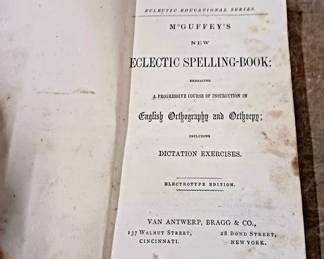 ECLECTIC EDUCATIONAL SERIES.
McGUFFEY'S
NEW
ECLECTIC SPELLING-BOOK:
EMBRACING
A PROGRESSIVE COURSE OF INSTRUCTION IN
English Orthography and Orthoepy;
INCLUDING
DICTATION EXERCISES.
ELECTROTYPE EDITION.
VAN ANTWERP, BRAGG & CO.,
137 WALNUT STREET,
CINCINNATI.
28 BOND STREET,
NEW YORK.